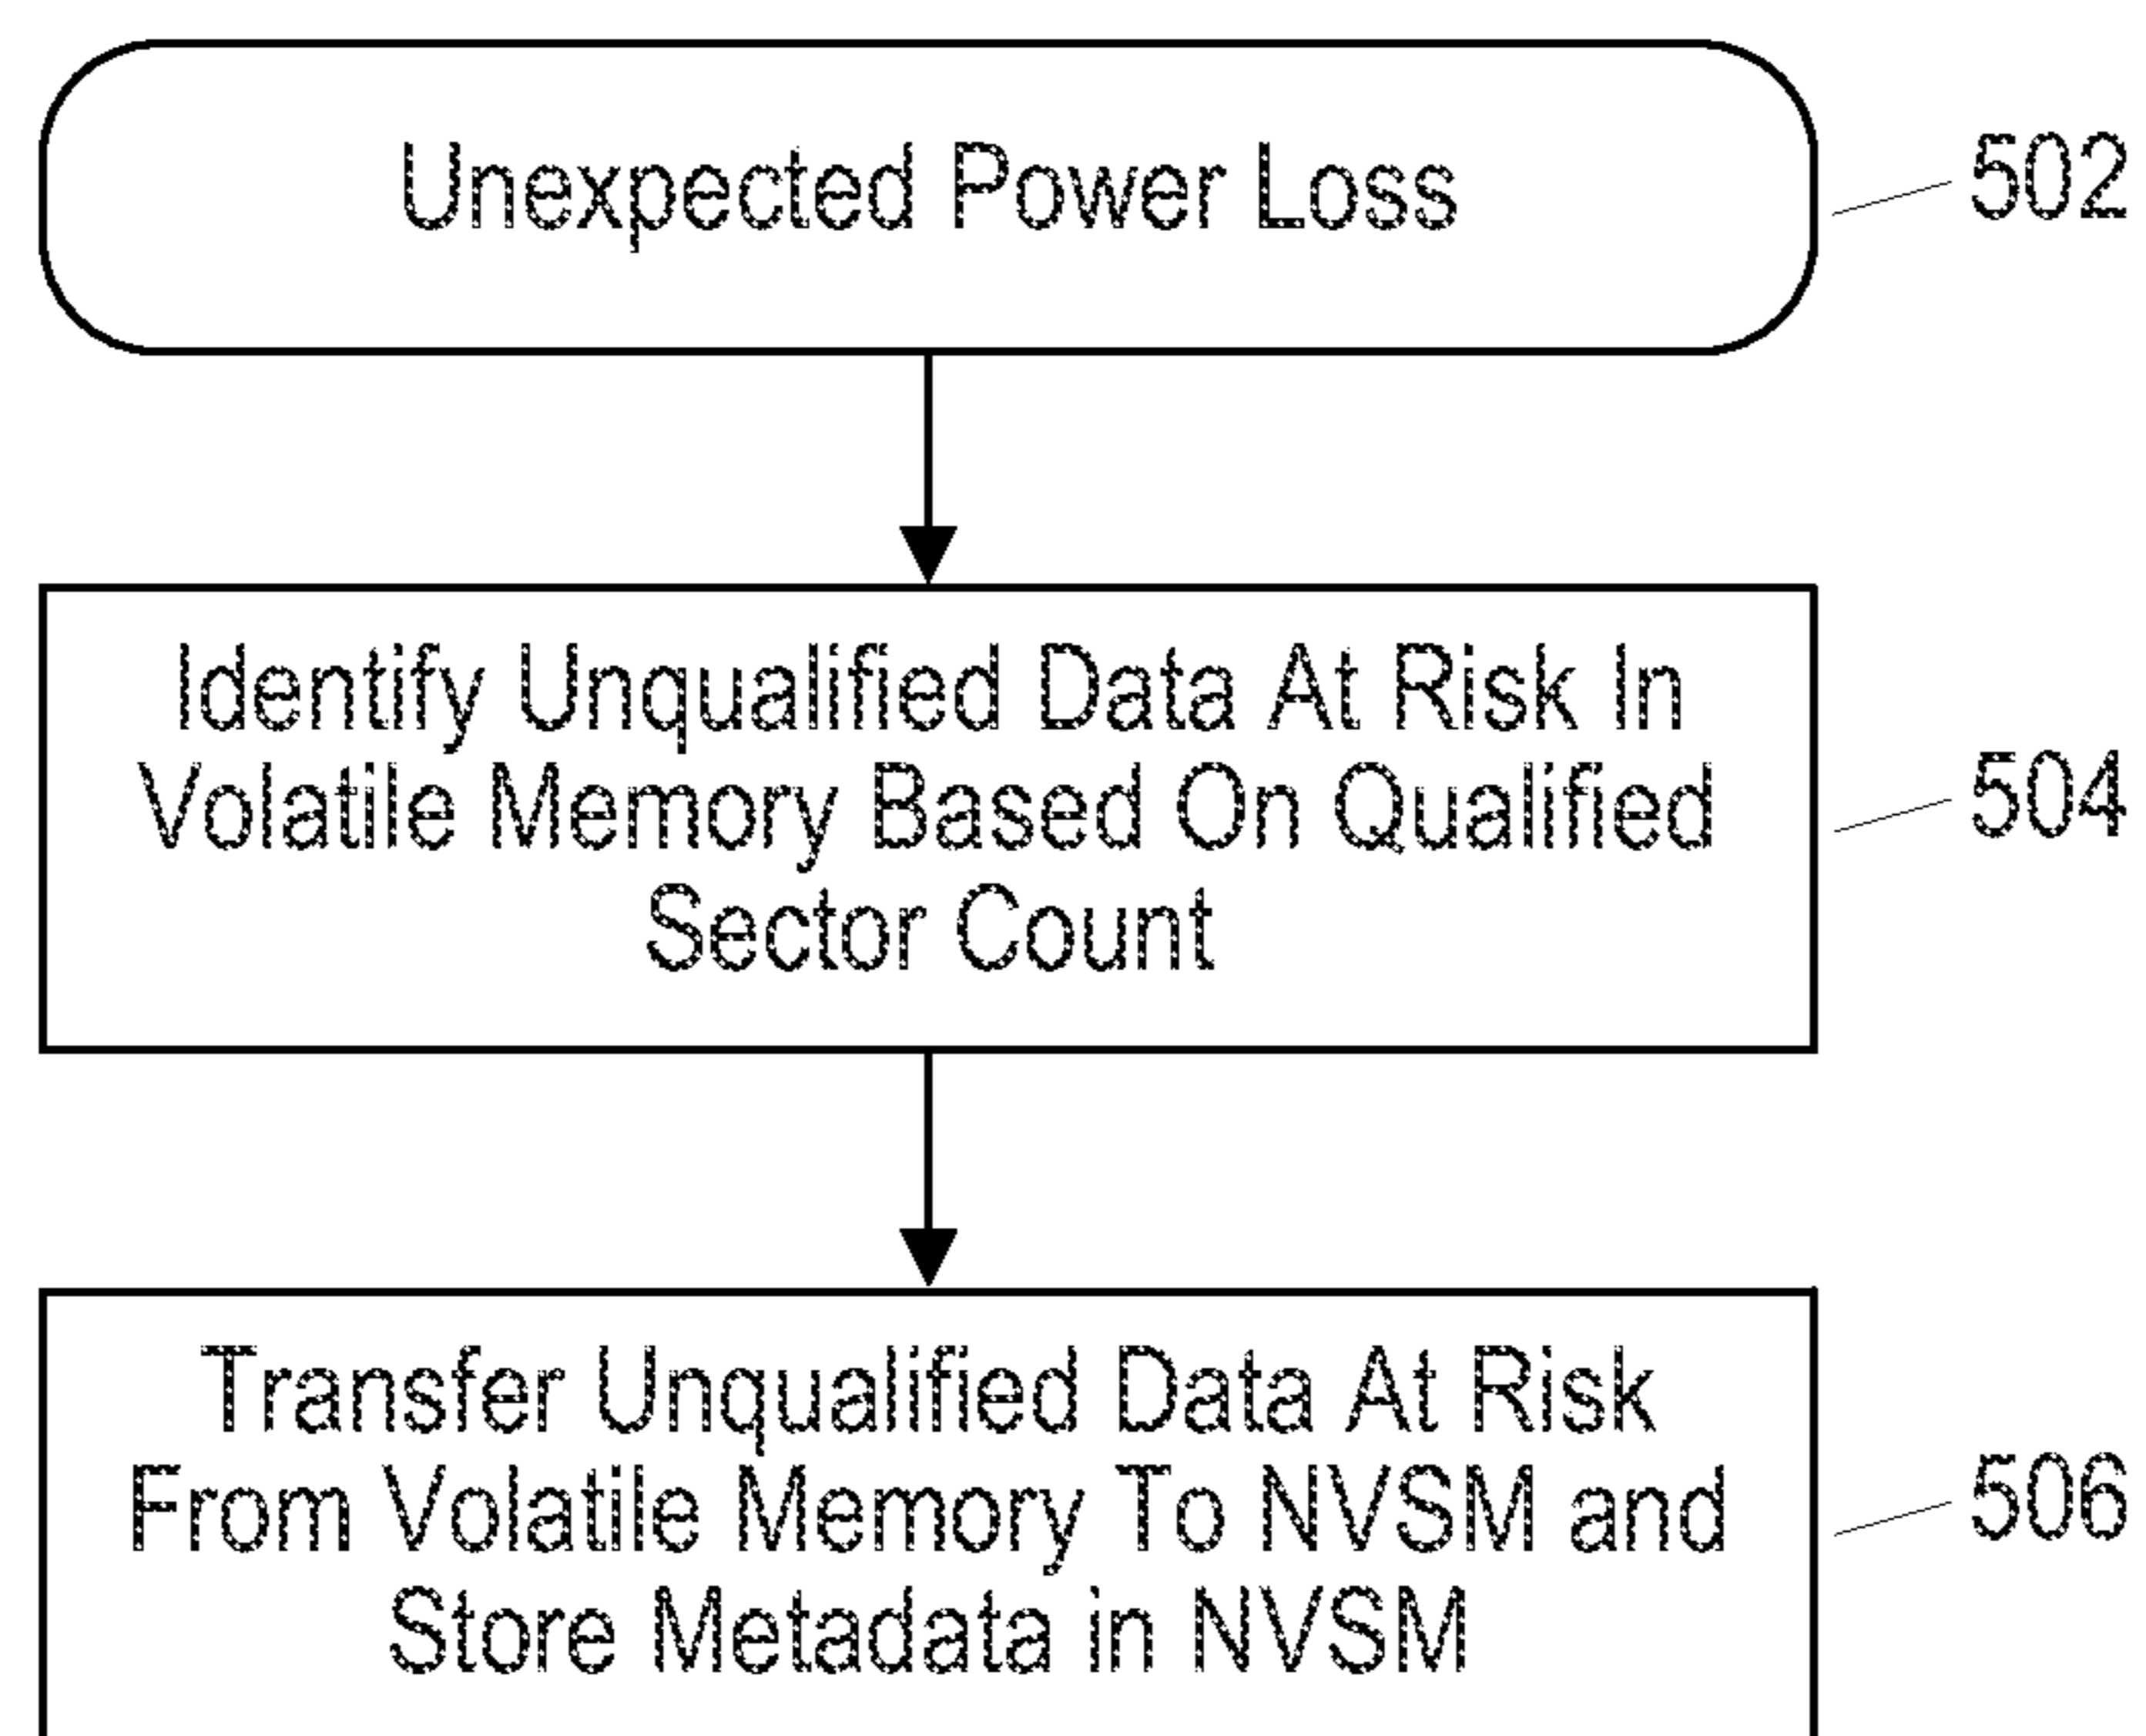 Unexpected Power Loss
502
Identify Unqualified Data At Risk In
Volatile Memory Based On Qualified
Sector Count
504
Transfer Unqualified Data At Risk
From Volatile Memory To NVSM and
Store Metadata in NVSM
506